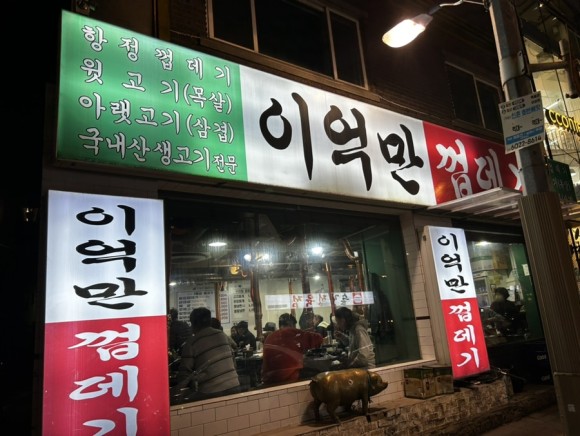 항정껍데기
윗고기(목살)
아랫고기(삼겹)
국내산생고기전문
이억만
껍데
이억만
껍데기
이억만
껍데기
6022-8616